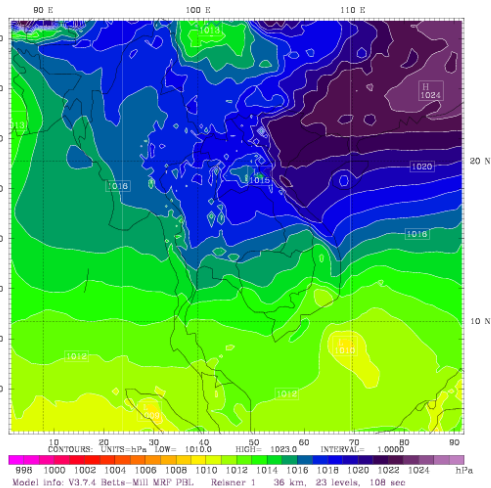 90 E 100 E 110 E
1013
H
1024
20 N
1020
1015
1016
1016
10 N
1010
1012
1012
10 20 30 40 50 60 70 80 90
CONTOURS: UNITS=hPa LOW= 1010.0 HIGH= 1023.0 INTERVAL= 1.0000
998 1000 1002 1004 1006 1008 1010 1012 1014 1016 1018 1020 1022 1024 hPa
Model info: V3.7.4 Betts-Mill MRF PBL Reisner 1 36 km, 23 levels, 108 sec